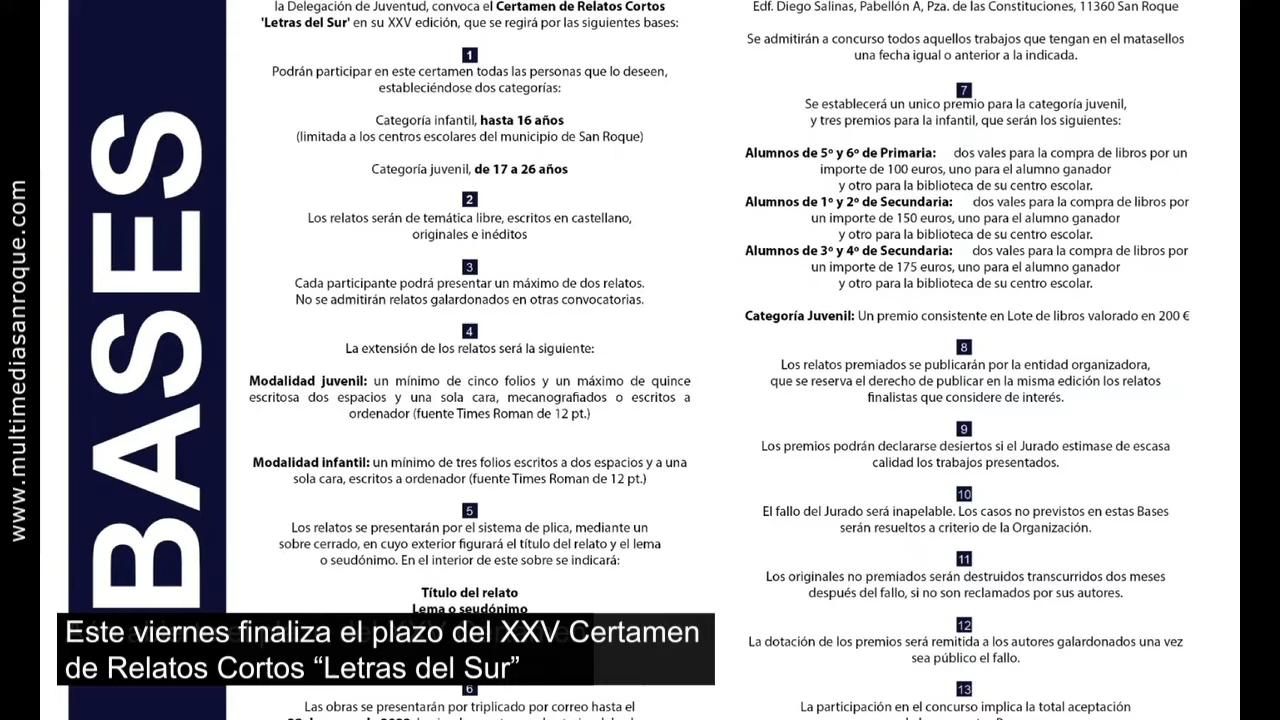 www.multimediasanroque.com
BASES
la Delegación de Juventud, convoca el Certamen de Relatos Cortos
'Letras del Sur' en su XXV edición, que se regirá por las siguientes bases:
1
Podrán participar en este certamen todas las personas que lo deseen,
estableciéndose dos categorías:
Categoría infantil, hasta 16 años
(limitada a los centros escolares del municipio de San Roque)
Categoría juvenil, de 17 a 26 años
2
Los relatos serán de temática libre, escritos en castellano,
originales e inéditos
3
Cada participante podrá presentar un máximo de dos relatos.
No se admitirán relatos galardonados en otras convocatorias.
4
La extensión de los relatos será la siguiente:
Modalidad juvenil: un mínimo de cinco folios y un máximo de quince
escritosa dos espacios y una sola cara, mecanografiados o escritos a
ordenador (fuente Times Roman de 12 pt.)
Modalidad infantil: un mínimo de tres folios escritos a dos espacios y a una
sola cara, escritos a ordenador (fuente Times Roman de 12 pt.)
5
Los relatos se presentarán por el sistema de plica, mediante un
sobre cerrado, en cuyo exterior figurará el título del relato y el lema
o seudónimo. En el interior de este sobre se indicará:
Título del relato
Lema o seudónimo
Este viernes finaliza el plazo del XXV Certamen
de Relatos Cortos “Letras del Sur”
6
Las obras se presentarán por triplicado por correo hasta el
Edf. Diego Salinas, Pabellón A, Pza. de las Constituciones, 11360 San Roque
Se admitirán a concurso todos aquellos trabajos que tengan en el matasellos
una fecha igual o anterior a la indicada.
7
Se establecerá un unico premio para la categoría juvenil,
y tres premios para la infantil, que serán los siguientes:
Alumnos de 5º y 6º de Primaria: dos vales para la compra de libros por un
importe de 100 euros, uno para el alumno ganador
y otro para la biblioteca de su centro escolar.
Alumnos de 1º y 2º de Secundaria: dos vales para la compra de libros por
un importe de 150 euros, uno para el alumno ganador
y otro para la biblioteca de su centro escolar.
Alumnos de 3º y 4º de Secundaria: dos vales para la compra de libros por
un importe de 175 euros, uno para el alumno ganador
y otro para la biblioteca de su centro escolar.
Categoría Juvenil: Un premio consistente en Lote de libros valorado en 200 €
8
Los relatos premiados se publicarán por la entidad organizadora,
que se reserva el derecho de publicar en la misma edición los relatos
finalistas que considere de interés.
9
Los premios podrán declararse desiertos si el Jurado estimase de escasa
calidad los trabajos presentados.
10
El fallo del Jurado será inapelable. Los casos no previstos en estas Bases
serán resueltos a criterio de la Organización.
11
Los originales no premiados serán destruidos transcurridos dos meses
después del fallo, si no son reclamados por sus autores.
12
La dotación de los premios será remitida a los autores galardonados una vez
sea público el fallo.
13
La participación en el concurso implica la total aceptación